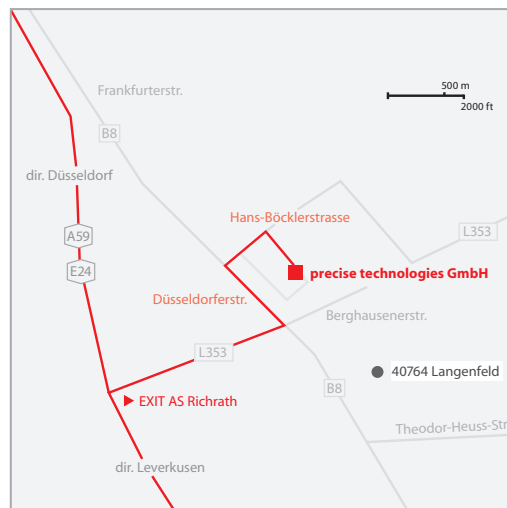 Frankfurterstr.
500 m
2000 ft
B8
dir. Düsseldorf
Hans-Böcklerstrasse
L353
A59
E24
precise technologies GmbH
Düsseldorferstr.
Berghausenerstr.
L353
40764 Langenfeld
B8
EXIT AS Richrath
Theodor-Heuss-Str
dir. Leverkusen